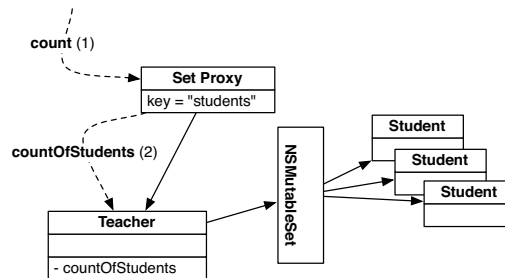 count (1)
Set Proxy
key = "students"
countOfStudents (2)
Teacher
- countOfStudents
NSMutableSet
Student
Student
Student